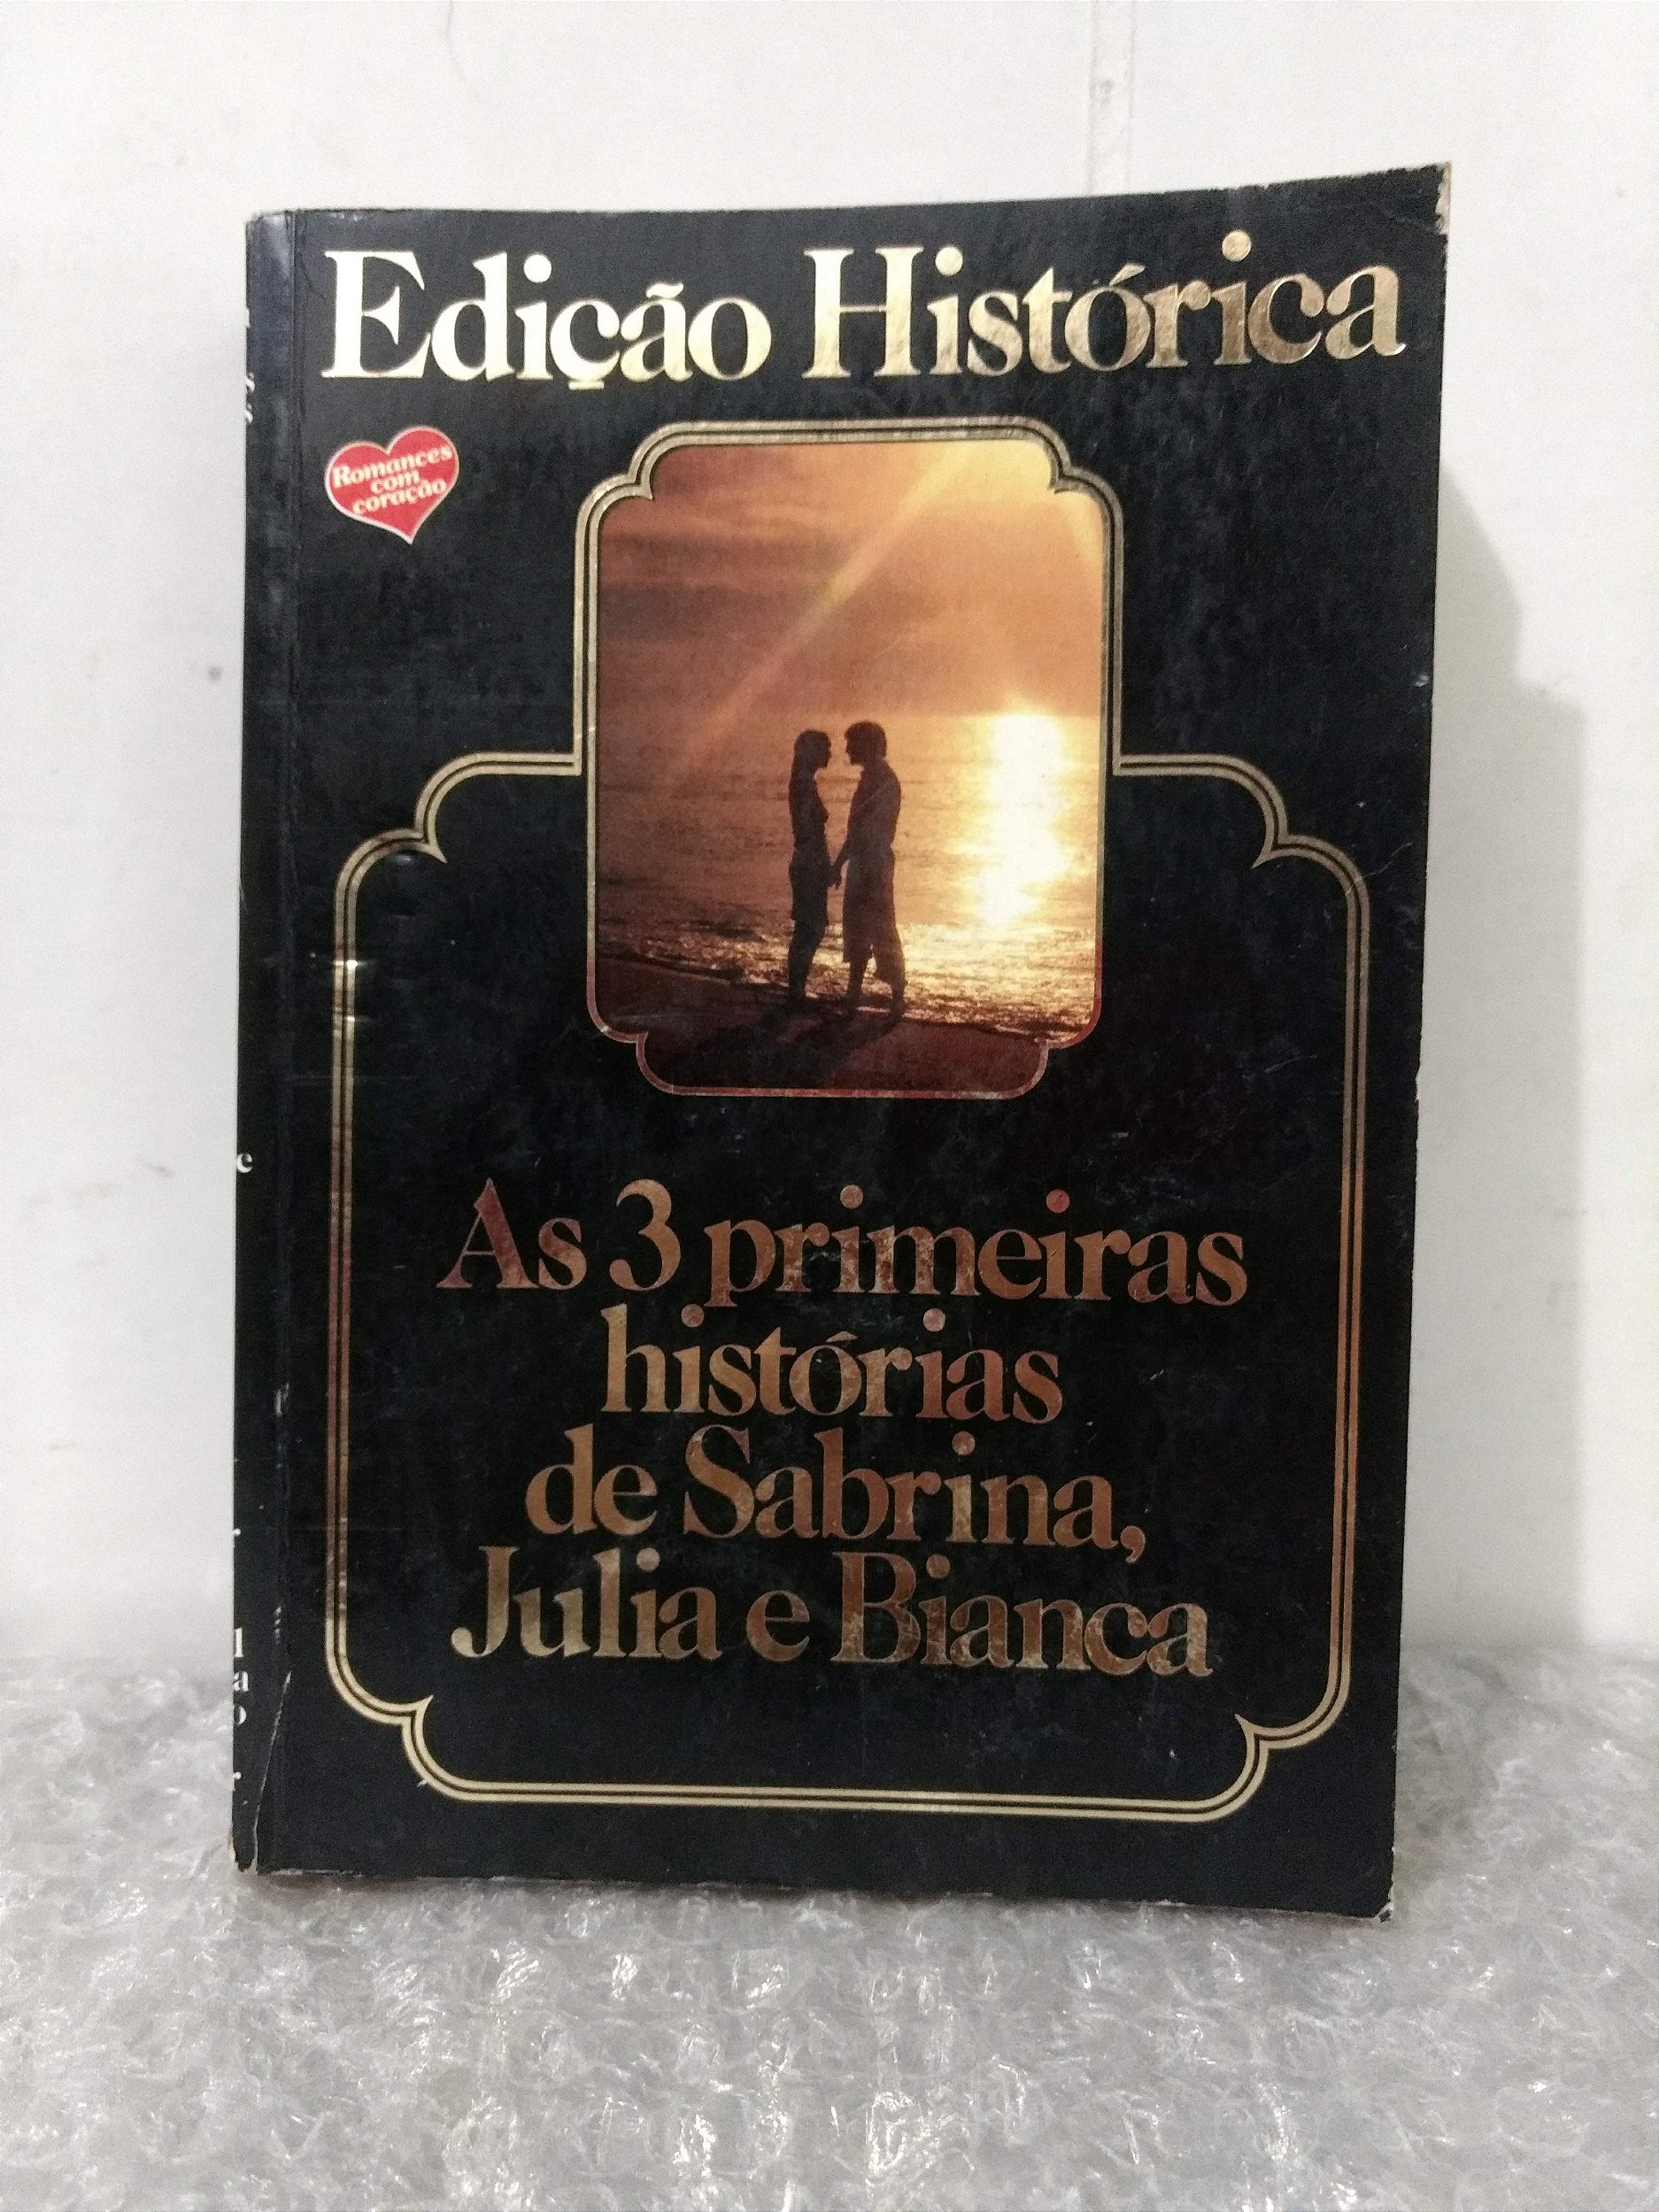 Edição Histórica
Romances
com
coração
As 3 primeiras
histórias
de Sabrina,
Julia e Bianca